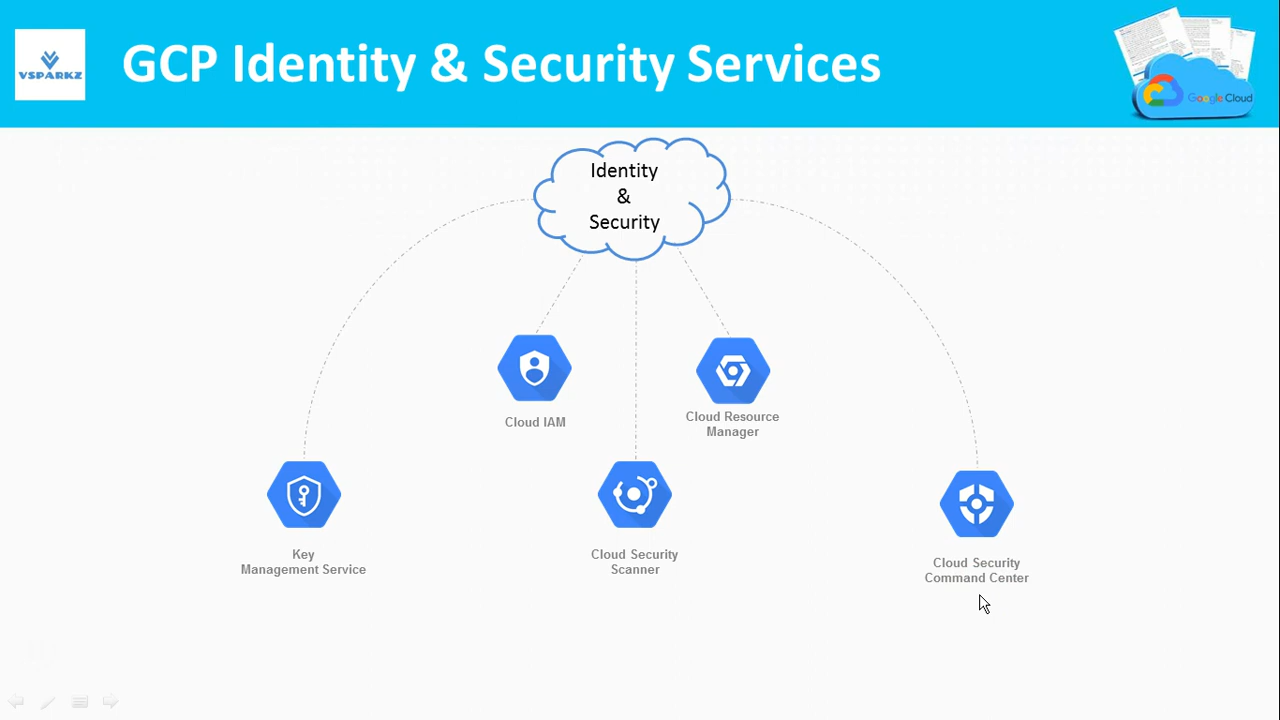 VSPARKZ
GCP Identity & Security Services
Google Cloud
Identity
&
Security
Cloud IAM
Cloud Resource
Manager
Key
Management Service
Cloud Security
Scanner
Cloud Security
Command Center